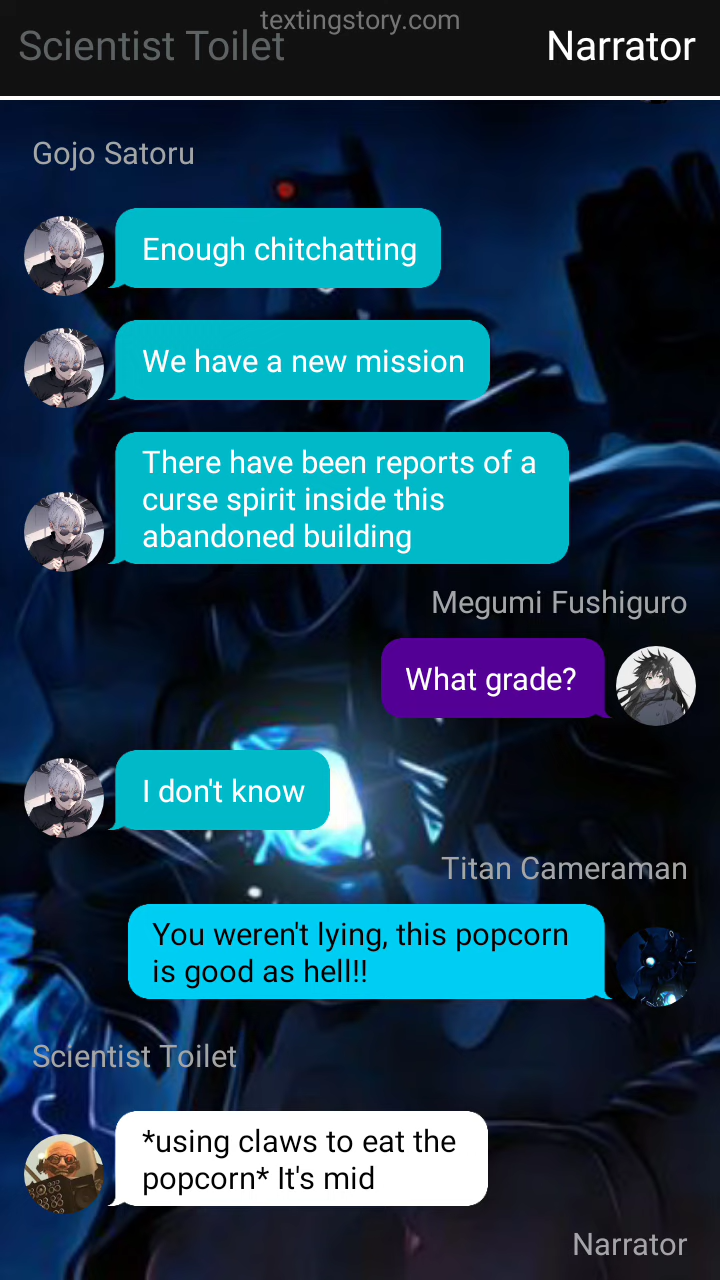 textingstory.com
Scientist Toilet
Narrator
Gojo Satoru
Enough chitchatting
We have a new mission
There have been reports of a
curse spirit inside this
abandoned building
Megumi Fushiguro
What grade?
I don't know
Titan Cameraman
You weren't lying, this popcorn
is good as hell!!
Scientist Toilet
*using claws to eat the
popcorn* It's mid
Narrator